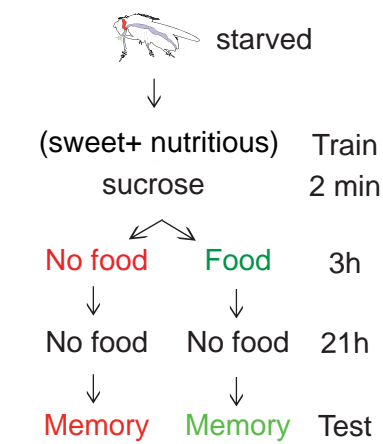 starved
(sweet+ nutritious) Train
sucrose 2 min
No food Food 3h
No food No food 21h
Memory Memory Test